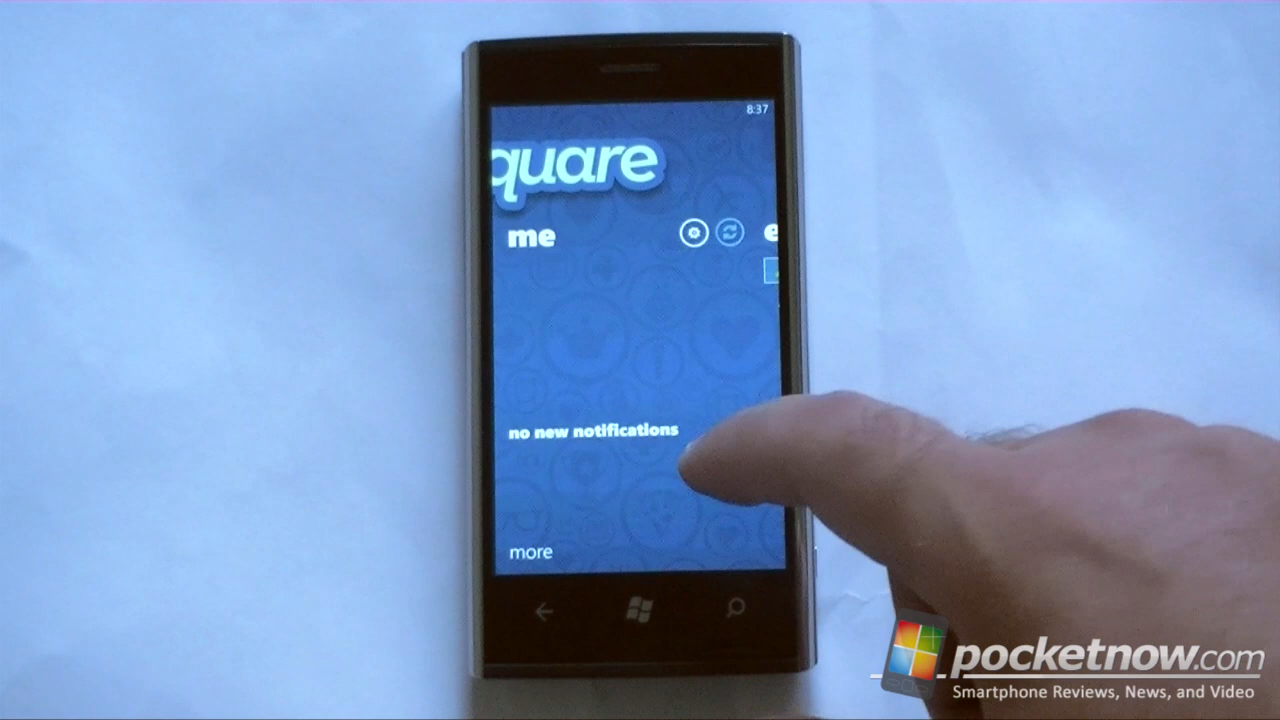 8:37
quare
me
e
no new notifications
more
pocketnow.com
Smartphone Reviews, News, and Video